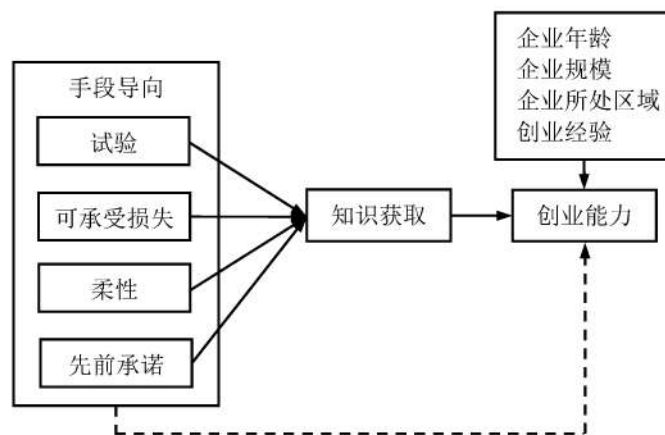 手段导向
试验
可承受损失
柔性
先前承诺
知识获取
企业年龄
企业规模
企业所处区域
创业经验
创业能力